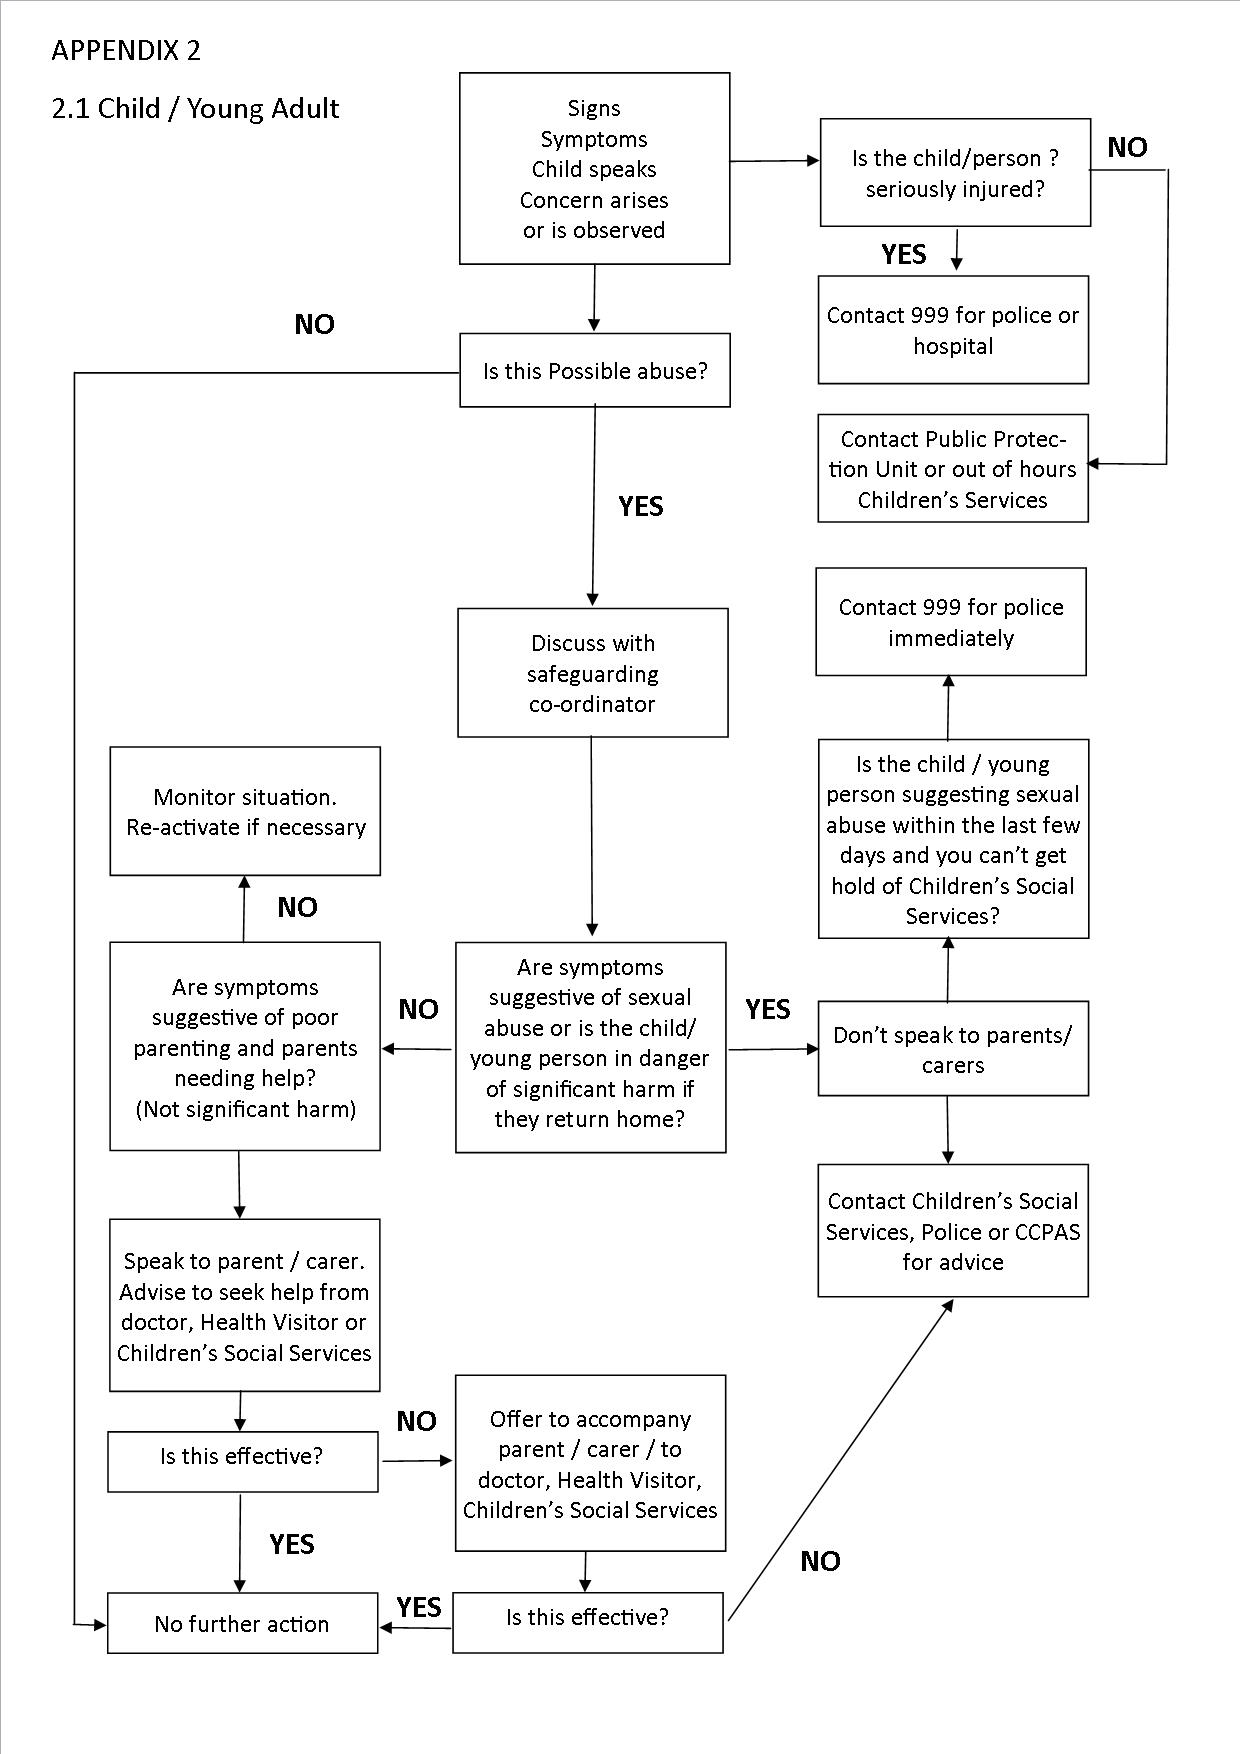 APPENDIX 2
2.1 Child / Young Adult
Signs
Symptoms
Child speaks
Concern arises
or is observed
Is the child/person ?
seriously injured?
NO
YES
Contact 999 for police or
hospital
NO
Is this Possible abuse?
Contact Public Protec-
tion Unit or out of hours
Children’s Services
YES
Contact 999 for police
immediately
Discuss with
safeguarding
co-ordinator
Is the child / young
person suggesting sexual
abuse within the last few
days and you can’t get
hold of Children’s Social
Services?
Monitor situation.
Re-activate if necessary
NO
Are symptoms
suggestive of poor
parenting and parents
needing help?
(Not significant harm)
NO
Are symptoms
suggestive of sexual
abuse or is the child/
young person in danger
of significant harm if
they return home?
YES
Don’t speak to parents/
carers
Contact Children’s Social
Services, Police or CCPAS
for advice
Speak to parent / carer.
Advise to seek help from
doctor, Health Visitor or
Children’s Social Services
Is this effective?
NO
Offer to accompany
parent / carer / to
doctor, Health Visitor,
Children’s Social Services
YES
NO
No further action
YES
Is this effective?